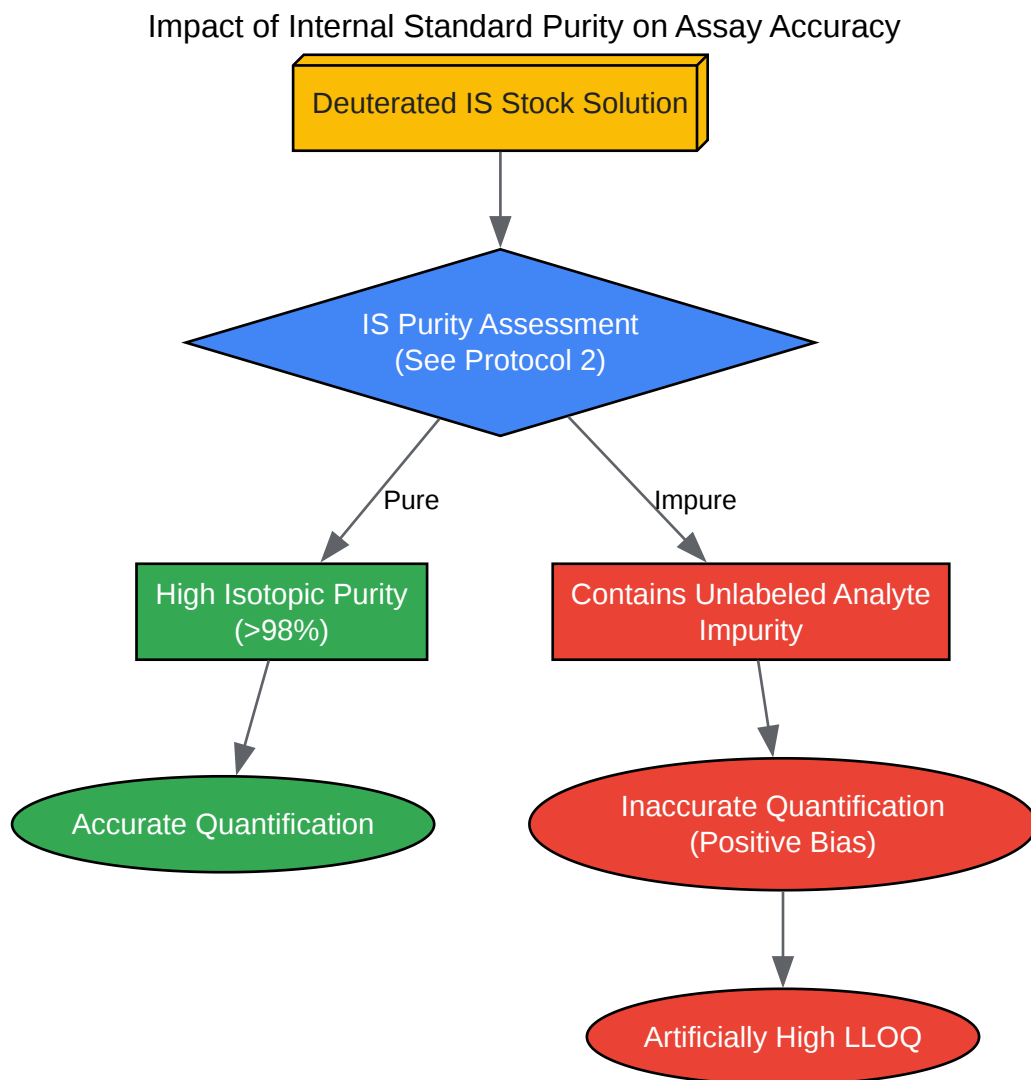 Impact of Internal Standard Purity on Assay Accuracy
Deuterated IS Stock Solution
IS Purity Assessment
(See Protocol 2)
Pure
Impure
High Isotopic Purity
(>98%)
Contains Unlabeled Analyte
Impurity
Accurate Quantification
Inaccurate Quantification
(Positive Bias)
Artificially High LLOQ